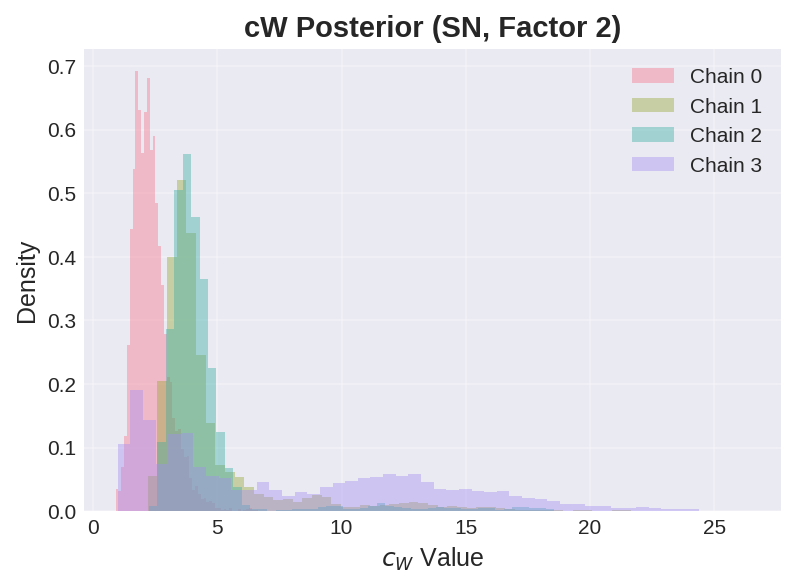 cW Posterior (SN, Factor 2)
Chain 0
Chain 1
Chain 2
Chain 3
Density
0.7
0.6
0.5
0.4
0.3
0.2
0.1
0.0
0 5 10 15 20 25
c_W Value